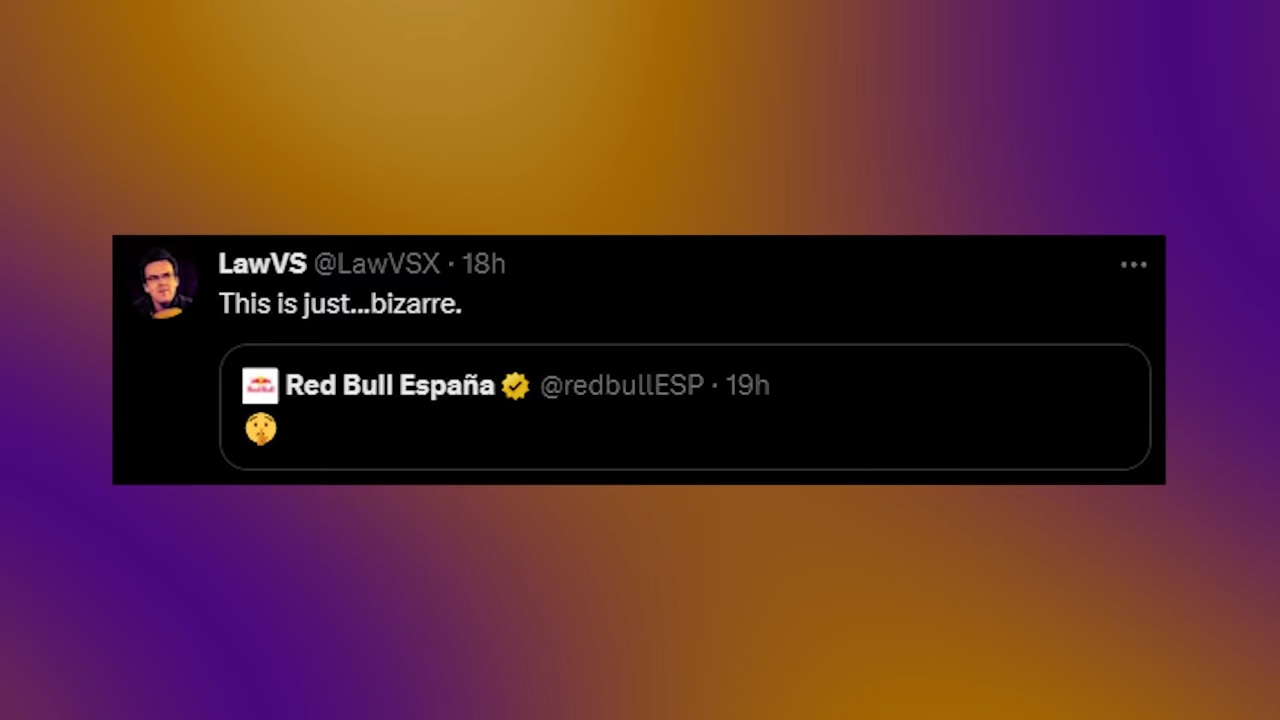 LawVS @LawVSX · 18h
This is just...bizarre.
Red Bull España @redbullESP · 19h
🤫